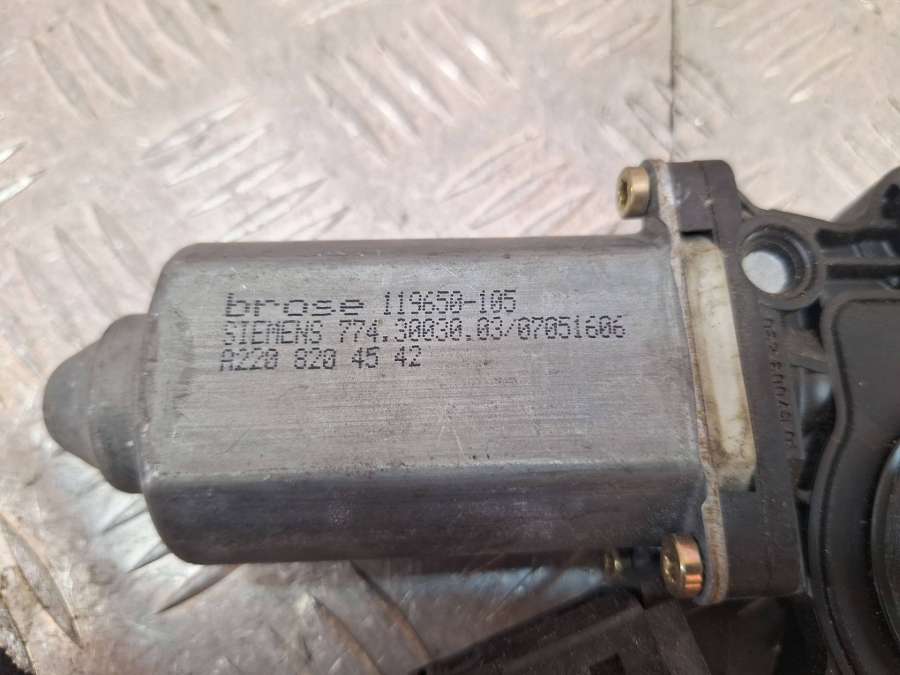 brose 119650-105
SIEMENS 774.30030.03/07051606
A220 820 45 42